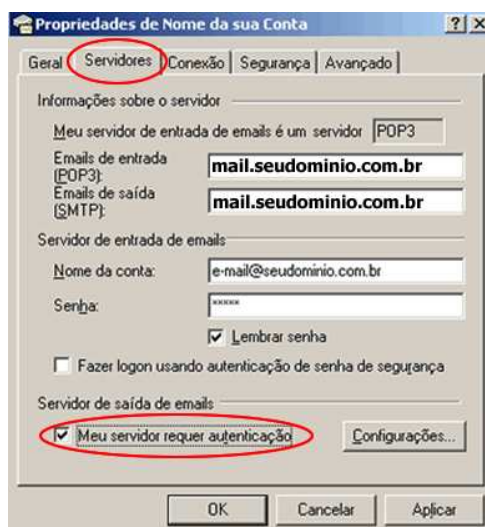 Propriedades de Nome da sua Conta
Geral Servidores Conexão Segurança Avançado
Informações sobre o servidor
Meu servidor de entrada de emails é um servidor POP3
Emails de entrada
(POP3):
mail.seudominio.com.br
Emails de saída
(SMTP):
mail.seudominio.com.br
Servidor de entrada de emails
Nome da conta: e-mail@seudominio.com.br
Senha: *****
Lembrar senha
Fazer logon usando autenticação de senha de segurança
Servidor de saída de emails
Meu servidor requer autenticação Configurações...
OK Cancelar Aplicar